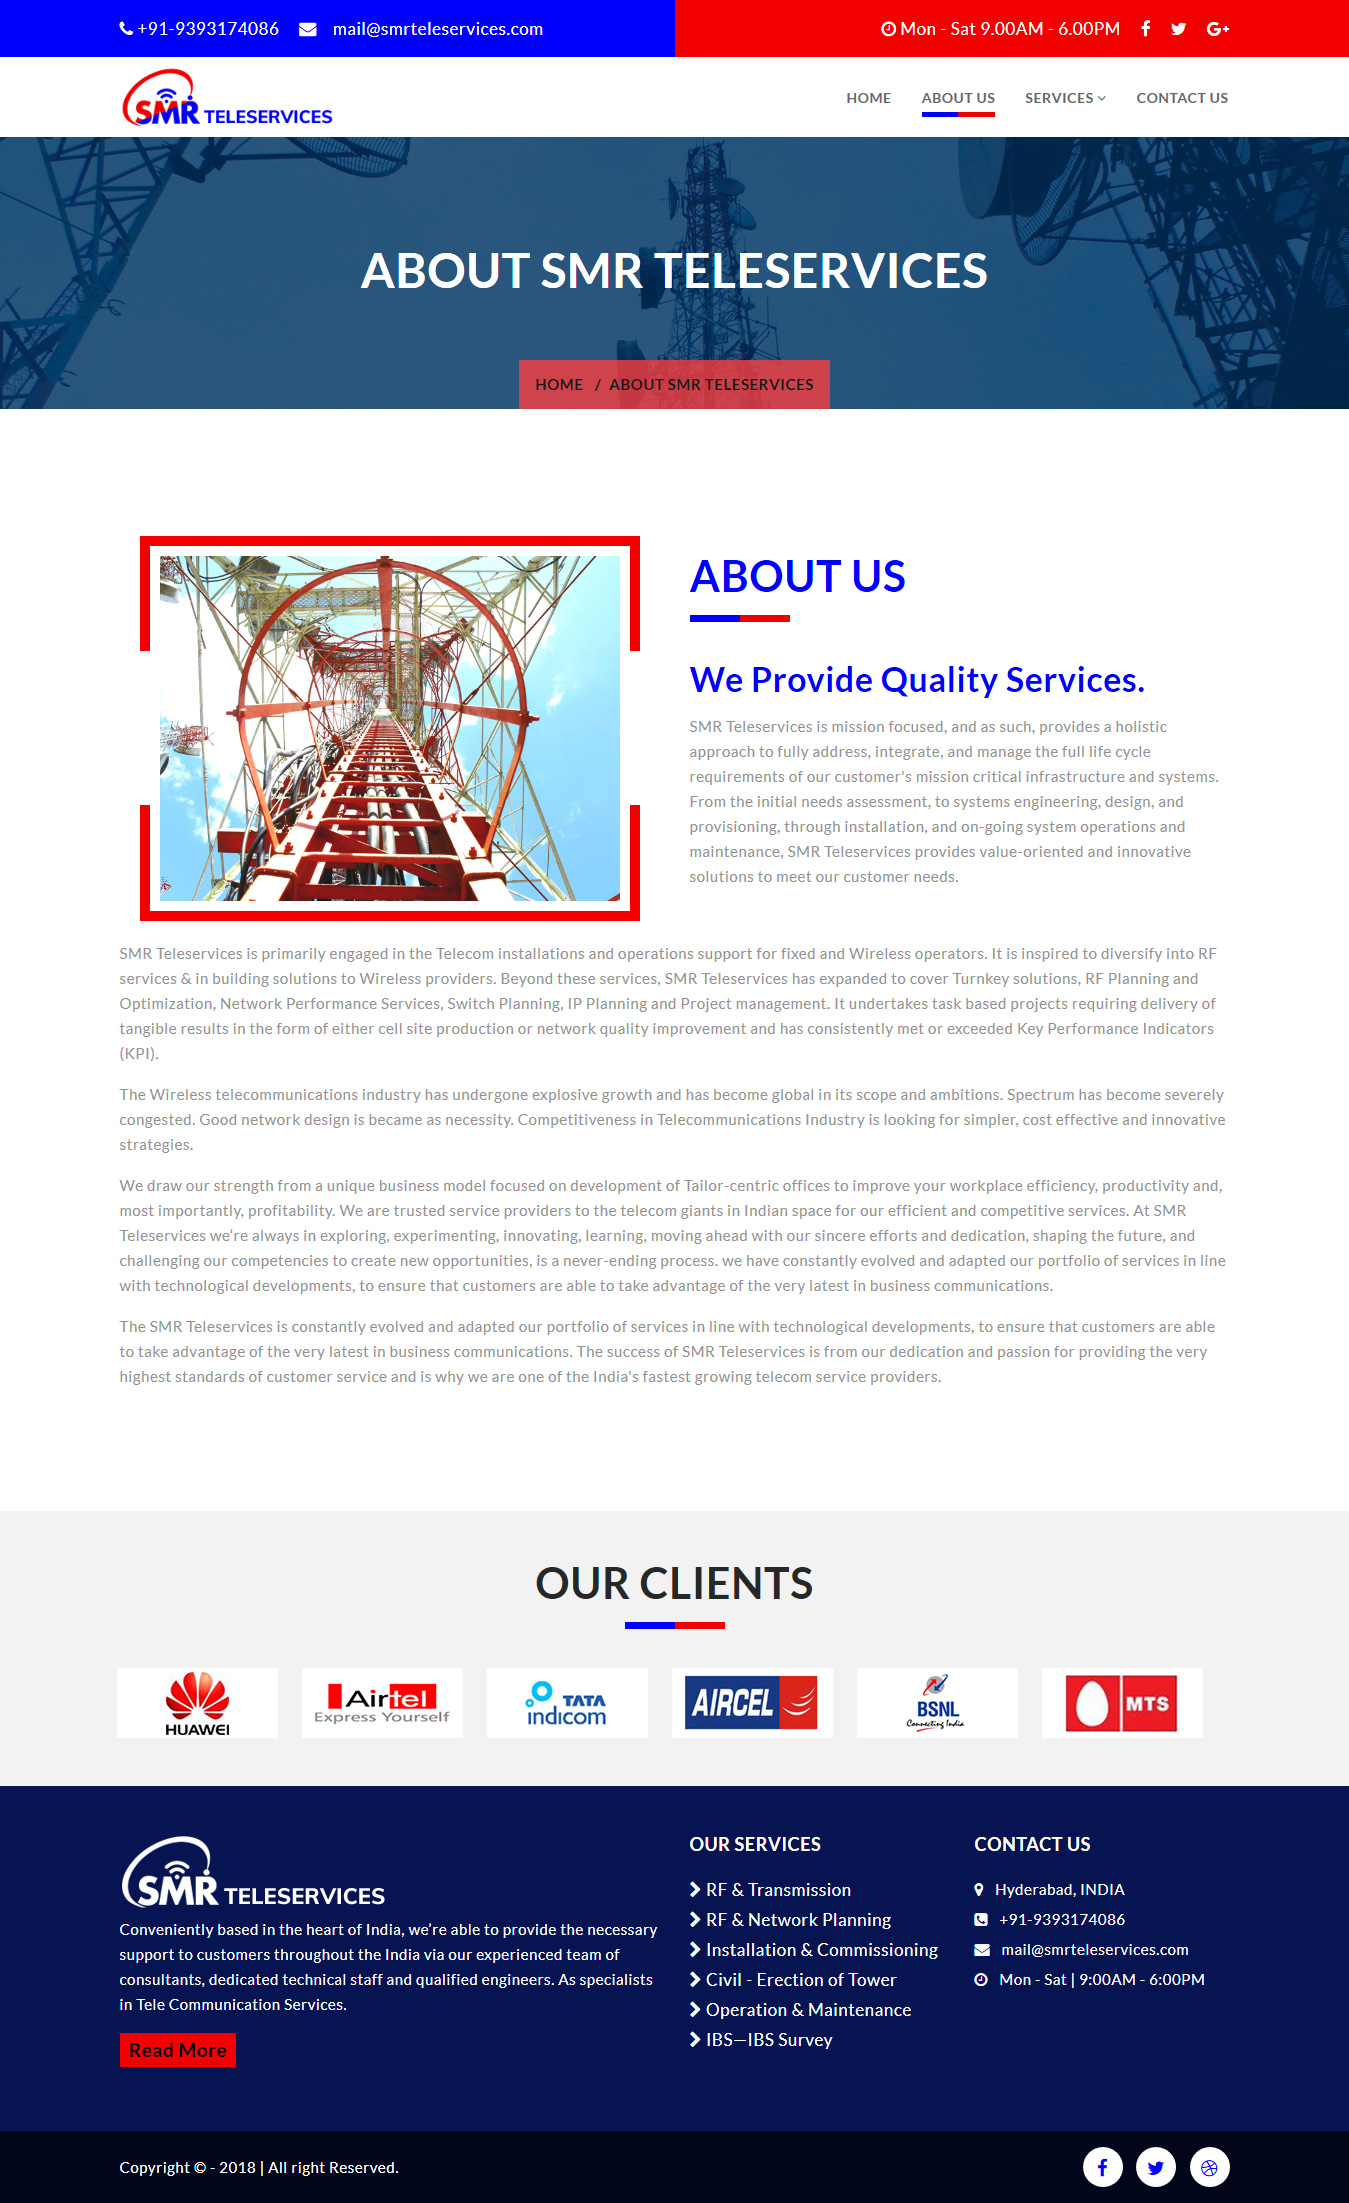 +91-9393174086 mail@smrteleservices.com Mon - Sat 9.00AM - 6.00PM
SMR TELESERVICES
HOME ABOUT US SERVICES CONTACT US
ABOUT SMR TELESERVICES
HOME / ABOUT SMR TELESERVICES
ABOUT US
We Provide Quality Services.
SMR Teleservices is mission focused, and as such, provides a holistic
approach to fully address, integrate, and manage the full life cycle
requirements of our customer's mission critical infrastructure and systems.
From the initial needs assessment, to systems engineering, design, and
provisioning, through installation, and on-going system operations and
maintenance, SMR Teleservices provides value-oriented and innovative
solutions to meet our customer needs.
SMR Teleservices is primarily engaged in the Telecom installations and operations support for fixed and Wireless operators. It is inspired to diversify into RF
services & in building solutions to Wireless providers. Beyond these services, SMR Teleservices has expanded to cover Turnkey solutions, RF Planning and
Optimization, Network Performance Services, Switch Planning, IP Planning and Project management. It undertakes task based projects requiring delivery of
tangible results in the form of either cell site production or network quality improvement and has consistently met or exceeded Key Performance Indicators
(KPI).
The Wireless telecommunications industry has undergone explosive growth and has become global in its scope and ambitions. Spectrum has become severely
congested. Good network design is became as necessity. Competitiveness in Telecommunications Industry is looking for simpler, cost effective and innovative
strategies.
We draw our strength from a unique business model focused on development of Tailor-centric offices to improve your workplace efficiency, productivity and,
most importantly, profitability. We are trusted service providers to the telecom giants in Indian space for our efficient and competitive services. At SMR
Teleservices we're always in exploring, experimenting, innovating, learning, moving ahead with our sincere efforts and dedication, shaping the future, and
challenging our competencies to create new opportunities, is a never-ending process. we have constantly evolved and adapted our portfolio of services in line
with technological developments, to ensure that customers are able to take advantage of the very latest in business communications.
The SMR Teleservices is constantly evolved and adapted our portfolio of services in line with technological developments, to ensure that customers are able
to take advantage of the very latest in business communications. The success of SMR Teleservices is from our dedication and passion for providing the very
highest standards of customer service and is why we are one of the India's fastest growing telecom service providers.
OUR CLIENTS
HUAWEI
Airtel
Express Yourself
TATA
indicom
AIRCEL
BSNL
Connecting India
MTS
SMR TELESERVICES
Conveniently based in the heart of India, we're able to provide the necessary
support to customers throughout the India via our experienced team of
consultants, dedicated technical staff and qualified engineers. As specialists
in Tele Communication Services.
Read More
OUR SERVICES
RF & Transmission
RF & Network Planning
Installation & Commissioning
Civil - Erection of Tower
Operation & Maintenance
IBS—IBS Survey
CONTACT US
Hyderabad, INDIA
+91-9393174086
mail@smrteleservices.com
Mon - Sat | 9:00AM - 6:00PM
Copyright © - 2018 | All right Reserved.